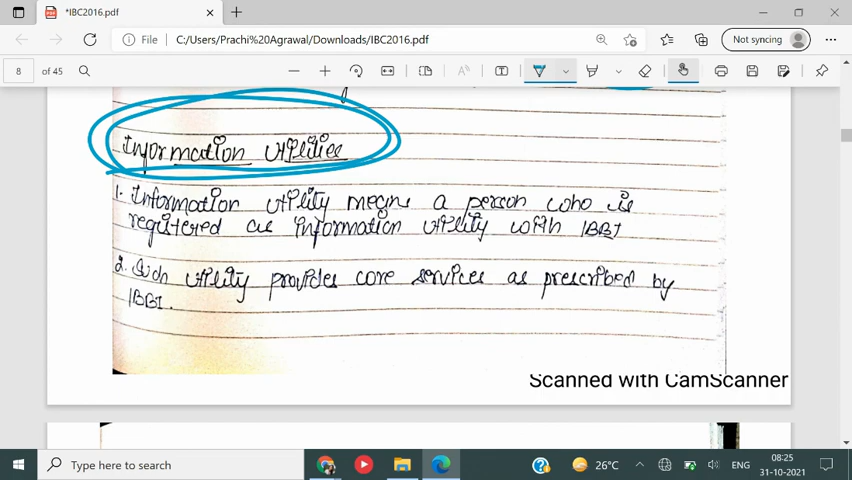 *IBC2016.pdf
File
C:/Users/Prachi%20Agrawal/Downloads/IBC2016.pdf
Not syncing
8 of 45
Information utilities
1. Information utility means a person who is
registered as information utility with IBBI
2. Such utility provides core services as prescribed by
IBBI.
Scanned with CamScanner
Type here to search
26°C
ENG
08:25
31-10-2021